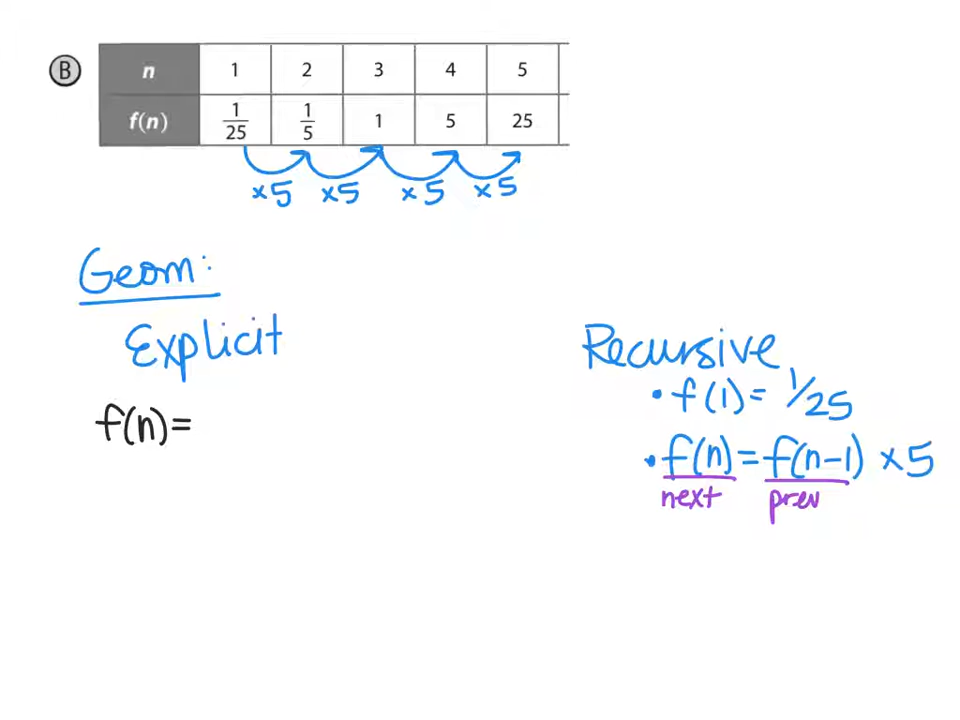 B
n 1 2 3 4 5
f(n) 1/25 1/5 1 5 25
×5 ×5 ×5 ×5
Geom:
Explicit
f(n)=
Recursive
• f(1) = 1/25
• f(n) = f(n-1) ×5
next prev